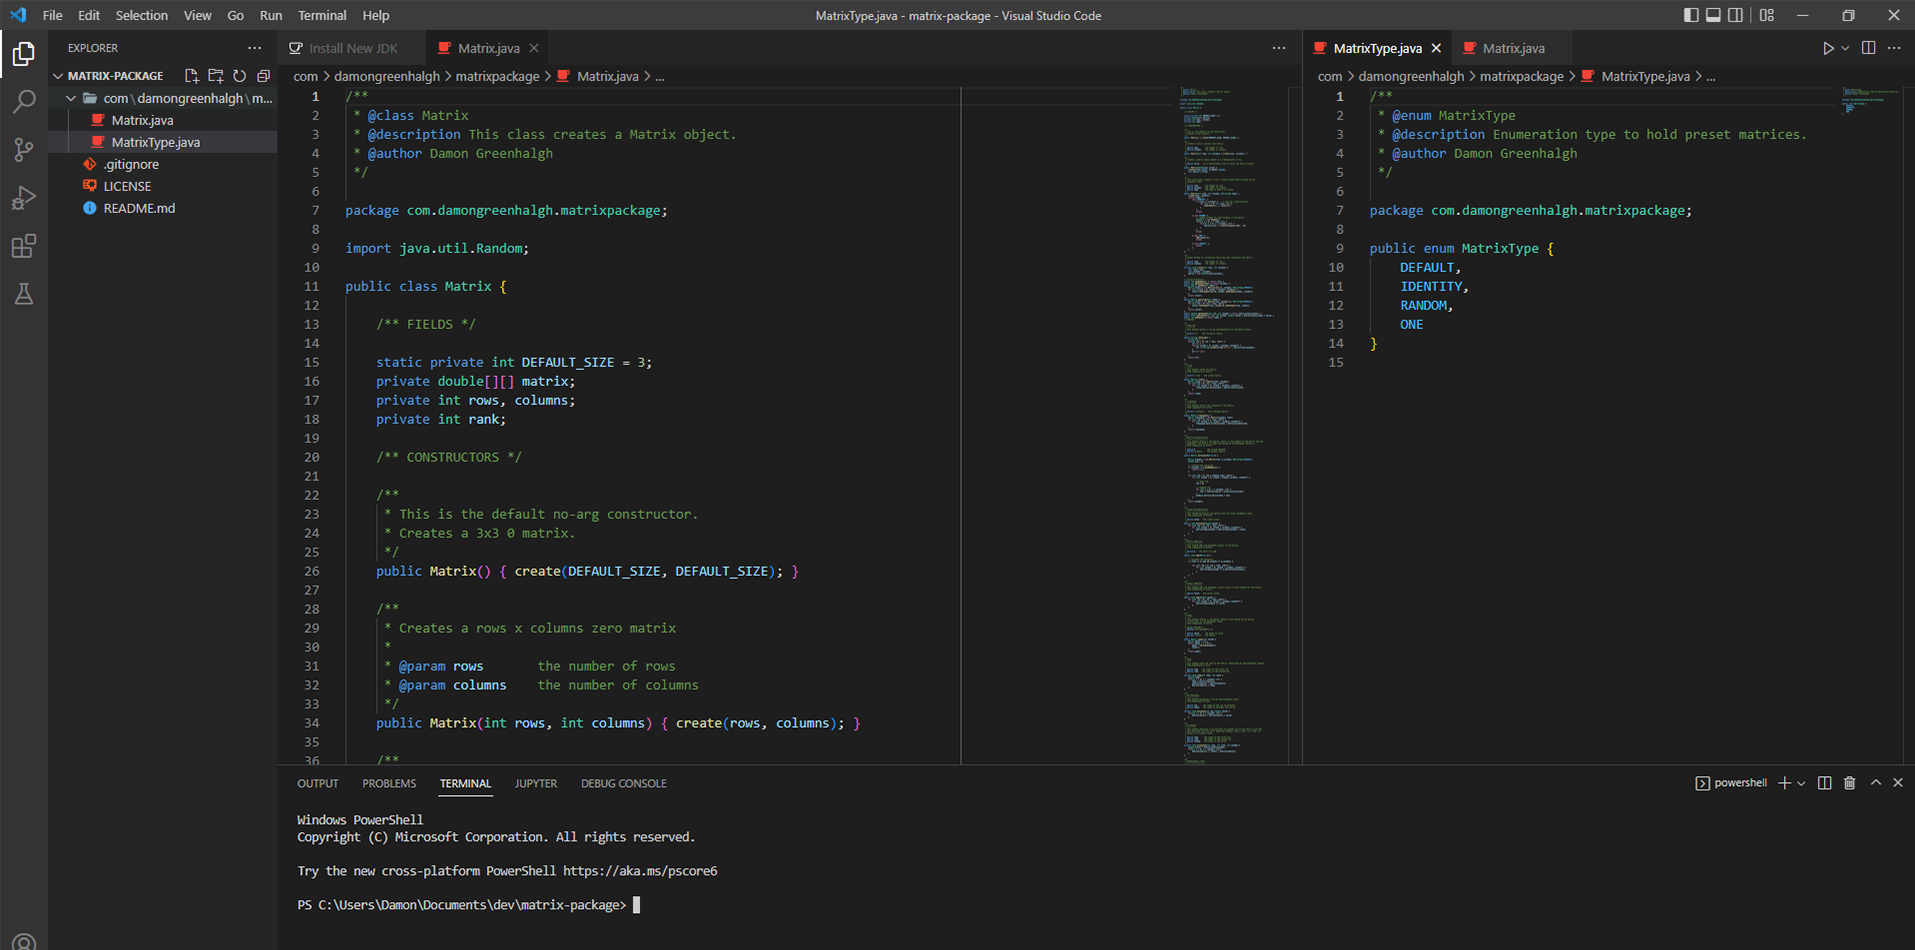 File Edit Selection View Go Run Terminal Help
MatrixType.java - matrix-package - Visual Studio Code
EXPLORER
MATRIX-PACKAGE
com\damongreenhalgh\m...
Matrix.java
MatrixType.java
.gitignore
LICENSE
README.md
Install New JDK
Matrix.java
com > damongreenhalgh > matrixpackage > Matrix.java > ...
1 /**
2  * @class Matrix
3  * @description This class creates a Matrix object.
4  * @author Damon Greenhalgh
5  */
6
7 package com.damongreenhalgh.matrixpackage;
8
9 import java.util.Random;
10
11 public class Matrix {
12
13     /** FIELDS */
14
15     static private int DEFAULT_SIZE = 3;
16     private double[][] matrix;
17     private int rows, columns;
18     private int rank;
19
20     /** CONSTRUCTORS */
21
22     /**
23      * This is the default no-arg constructor.
24      * Creates a 3x3 0 matrix.
25      */
26     public Matrix() { create(DEFAULT_SIZE, DEFAULT_SIZE); }
27
28     /**
29      * Creates a rows x columns zero matrix
30      *
31      * @param rows       the number of rows
32      * @param columns    the number of columns
33      */
34     public Matrix(int rows, int columns) { create(rows, columns); }
35
36     /**
MatrixType.java
Matrix.java
com > damongreenhalgh > matrixpackage > MatrixType.java > ...
1 /**
2  * @enum MatrixType
3  * @description Enumeration type to hold preset matrices.
4  * @author Damon Greenhalgh
5  */
6
7 package com.damongreenhalgh.matrixpackage;
8
9 public enum MatrixType {
10     DEFAULT,
11     IDENTITY,
12     RANDOM,
13     ONE
14 }
15
OUTPUT PROBLEMS TERMINAL JUPYTER DEBUG CONSOLE
powershell
Windows PowerShell
Copyright (C) Microsoft Corporation. All rights reserved.
Try the new cross-platform PowerShell https://aka.ms/pscore6
PS C:\Users\Damon\Documents\dev\matrix-package>